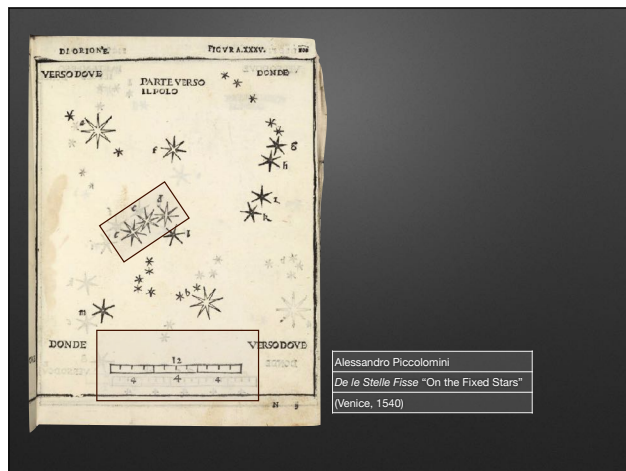 DI ORIONE.
FIGVRA.XXXV.
VERSO DOVE
PARTE VERSO
IL POLO
DONDE
a
f
g
h
d
c
e
b
m
DONDE
VERSO DOVE
12
4 4 4
Alessandro Piccolomini
De le Stelle Fisse “On the Fixed Stars”
(Venice, 1540)